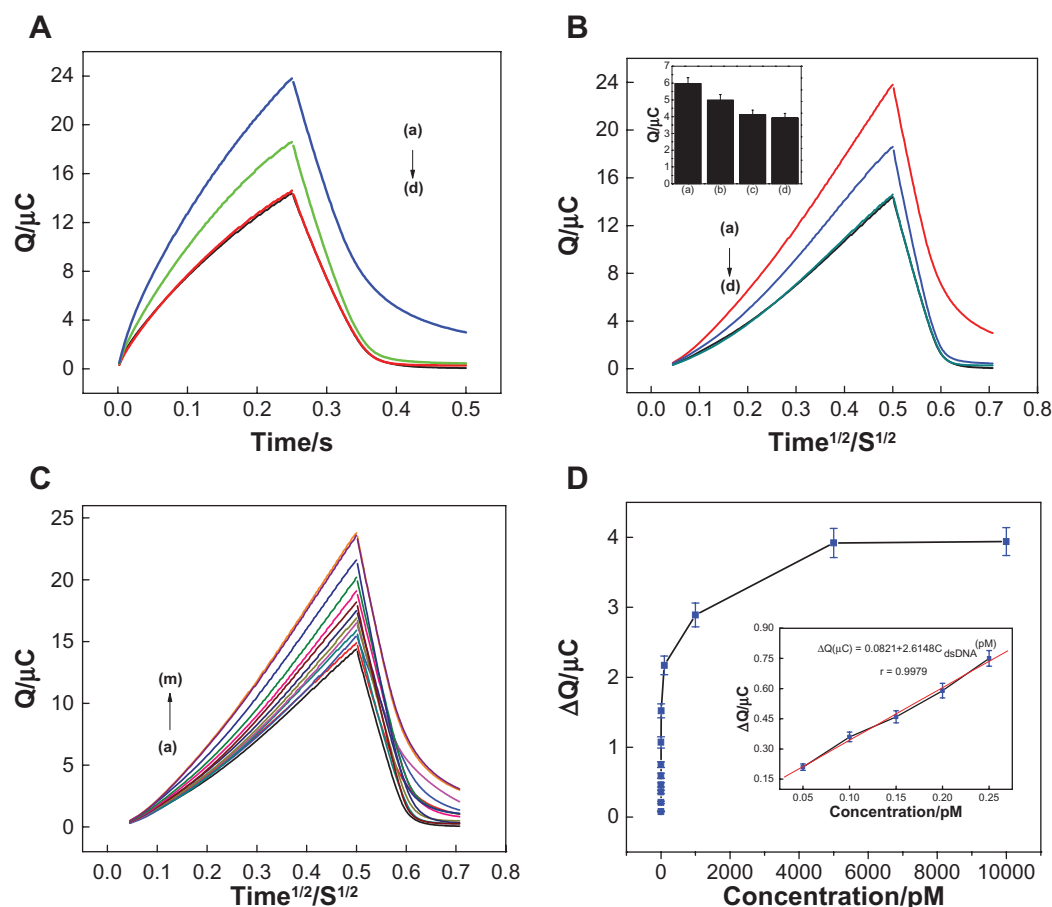 A
24
20
16
12
8
4
0
Q/μC
0.0 0.1 0.2 0.3 0.4 0.5
Time/s
(a)
(d)
B
24
20
16
12
8
4
0
Q/μC
0.0 0.1 0.2 0.3 0.4 0.5 0.6 0.7 0.8
Time1/2/S1/2
(a)
(d)
7
6
5
4
3
2
1
0
Q/μC
(a) (b) (c) (d)
C
25
20
15
10
5
0
Q/μC
0.0 0.1 0.2 0.3 0.4 0.5 0.6 0.7 0.8
Time1/2/S1/2
(m)
(a)
D
4
3
2
1
0
ΔQ/μC
0 2000 4000 6000 8000 10000
Concentration/pM
0.90
0.75
0.60
0.45
0.30
0.15
ΔQ/μC
ΔQ(μC) = 0.0821+2.6148C dsDNA (pM)
r = 0.9979
0.05 0.10 0.15 0.20 0.25
Concentration/pM